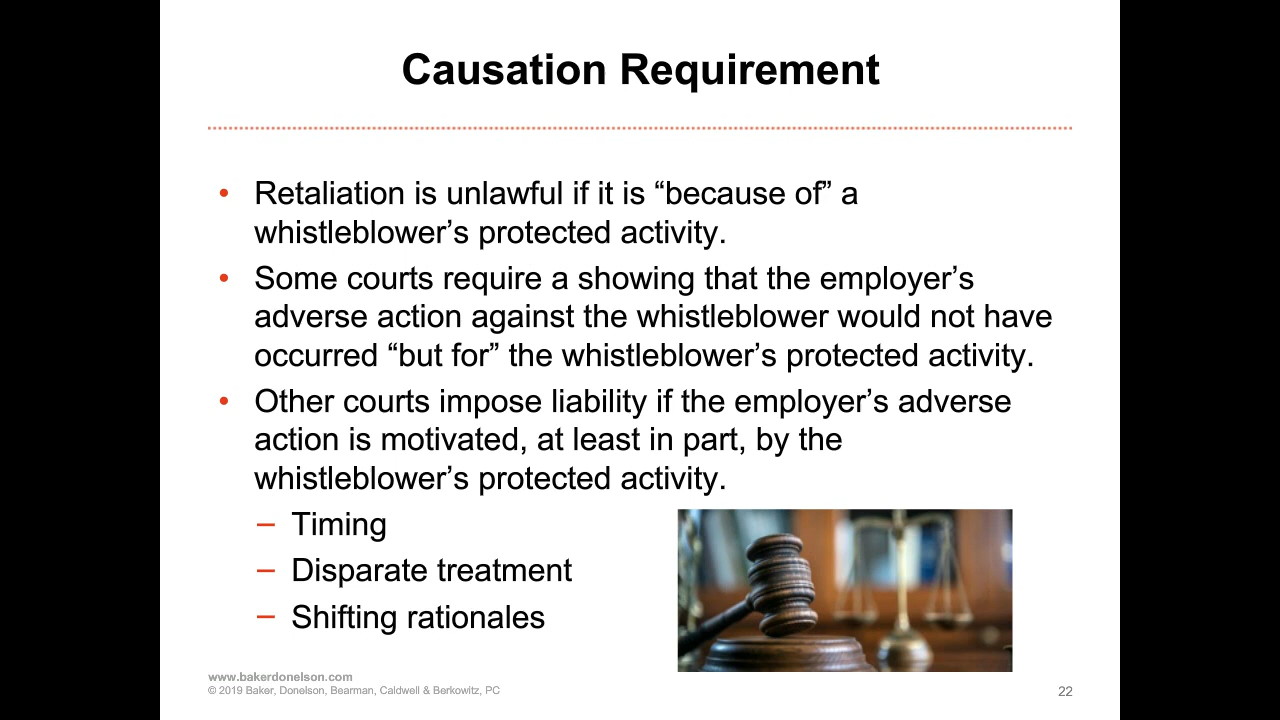 Causation Requirement
• Retaliation is unlawful if it is “because of” a
whistleblower’s protected activity.
• Some courts require a showing that the employer’s
adverse action against the whistleblower would not have
occurred “but for” the whistleblower’s protected activity.
• Other courts impose liability if the employer’s adverse
action is motivated, at least in part, by the
whistleblower’s protected activity.
– Timing
– Disparate treatment
– Shifting rationales
www.bakerdonelson.com
© 2019 Baker, Donelson, Bearman, Caldwell & Berkowitz, PC
22